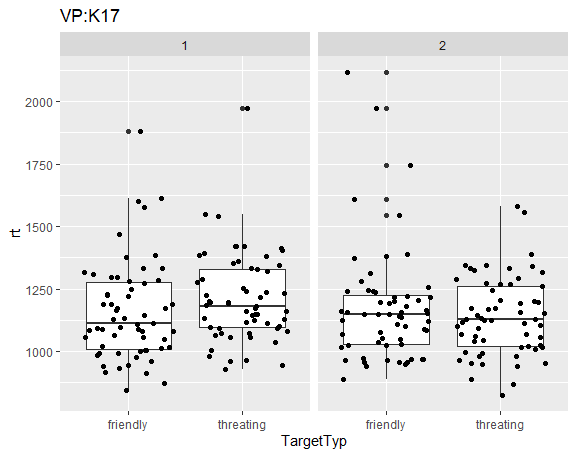 VP:K17
1
2
rt
2000
1750
1500
1250
1000
friendly
threating
friendly
threating
TargetTyp